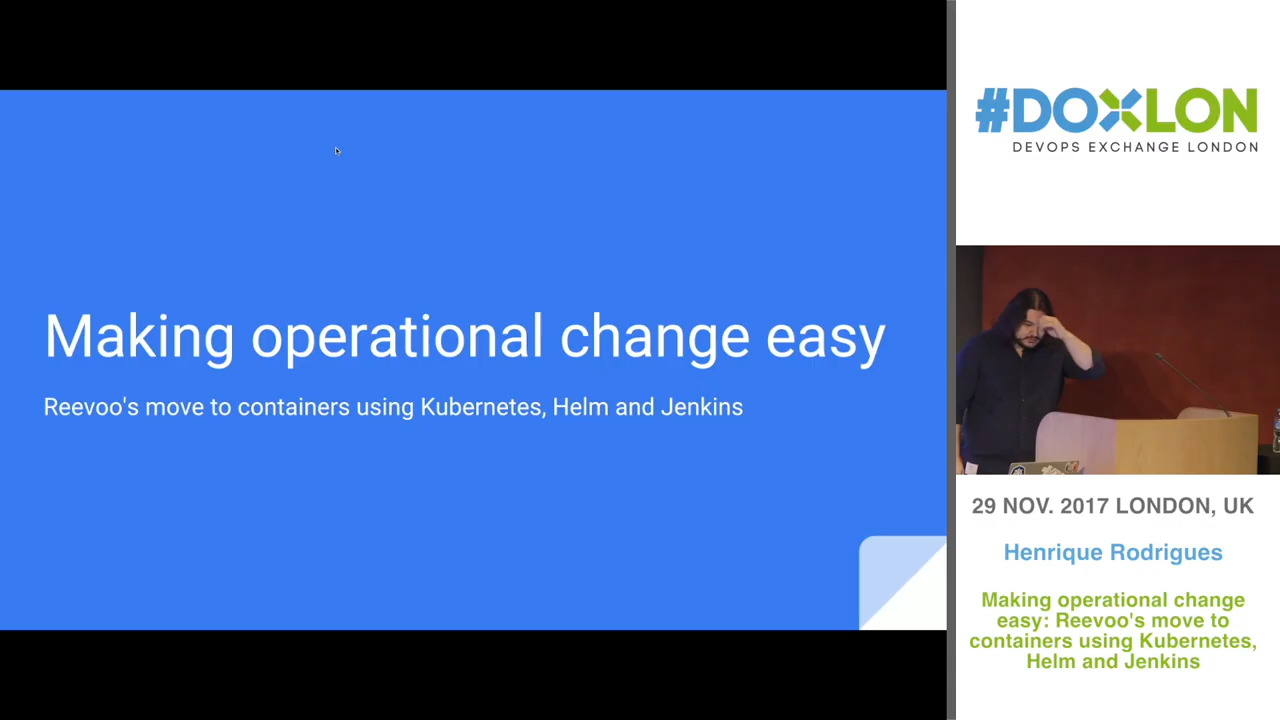 Making operational change easy
Reevoo's move to containers using Kubernetes, Helm and Jenkins
#DOXLON
DEVOPS EXCHANGE LONDON
29 NOV. 2017 LONDON, UK
Henrique Rodrigues
Making operational change
easy: Reevoo's move to
containers using Kubernetes,
Helm and Jenkins